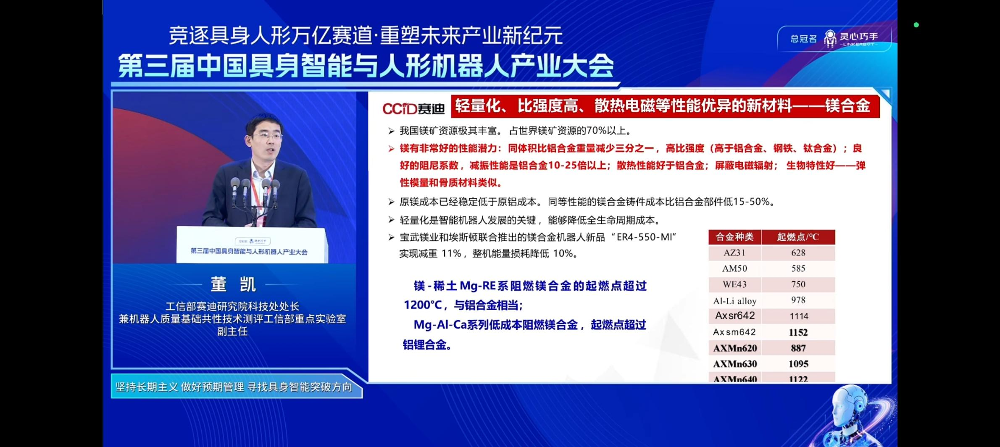 竞逐具身人形万亿赛道·重塑未来产业新纪元
第三届中国具身智能与人形机器人产业大会
总冠名 灵心巧手
-LINKERBOT-
CCID赛迪 轻量化、比强度高、散热电磁等性能优异的新材料——镁合金
➢ 我国镁矿资源极其丰富。占世界镁矿资源的70%以上。
➢ 镁有非常好的性能潜力：同体积比铝合金重量减少三分之一，高比强度（高于铝合金、钢铁、钛合金）；良
好的阻尼系数，减振性能是铝合金10-25倍以上；散热性能好于铝合金；屏蔽电磁辐射； 生物特性好——弹
性模量和骨质材料类似。
➢ 原镁成本已经稳定低于原铝成本。同等性能的镁合金铸件成本比铝合金部件低15-50%。
➢ 轻量化是智能机器人发展的关键，能够降低全生命周期成本。
➢ 宝武镁业和埃斯顿联合推出的镁合金机器人新品“ER4-550-MI”
实现减重 11%，整机能量损耗降低 10%。
镁-稀土Mg-RE系阻燃镁合金的起燃点超过
1200°C，与铝合金相当；
Mg-Al-Ca系列低成本阻燃镁合金，起燃点超过
铝锂合金。
合金种类 起燃点/°C
AZ31 628
AM50 585
WE43 750
Al-Li alloy 978
Axsr642 1114
Axsm642 1152
AXMn620 887
AXMn630 1095
AXMn640 1122
总冠名 灵心巧手
第三届中国具身智能与人形机器人产业大会
董 凯
工信部赛迪研究院科技处处长
兼机器人质量基础共性技术测评工信部重点实验室
副主任
坚持长期主义 做好预期管理 寻找具身智能突破方向